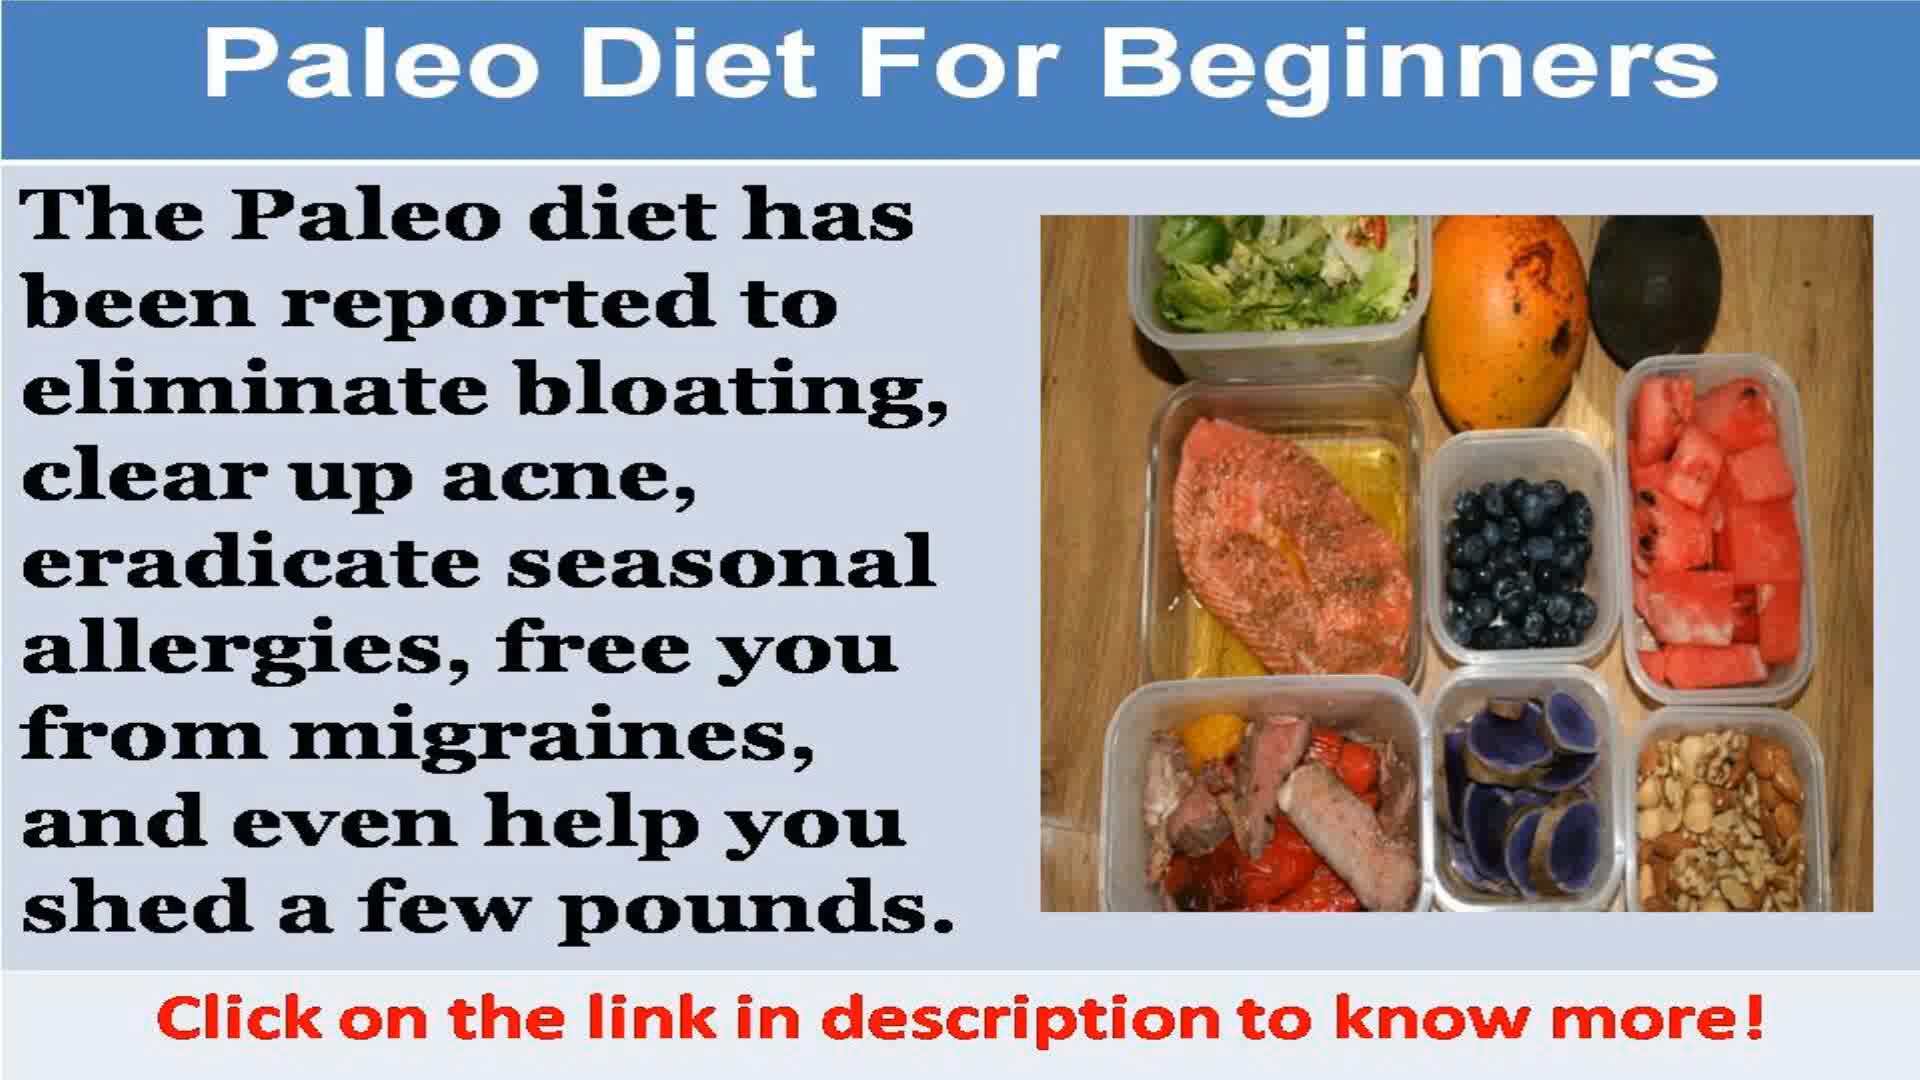 Paleo Diet For Beginners
The Paleo diet has
been reported to
eliminate bloating,
clear up acne,
eradicate seasonal
allergies, free you
from migraines,
and even help you
shed a few pounds.
Click on the link in description to know more!